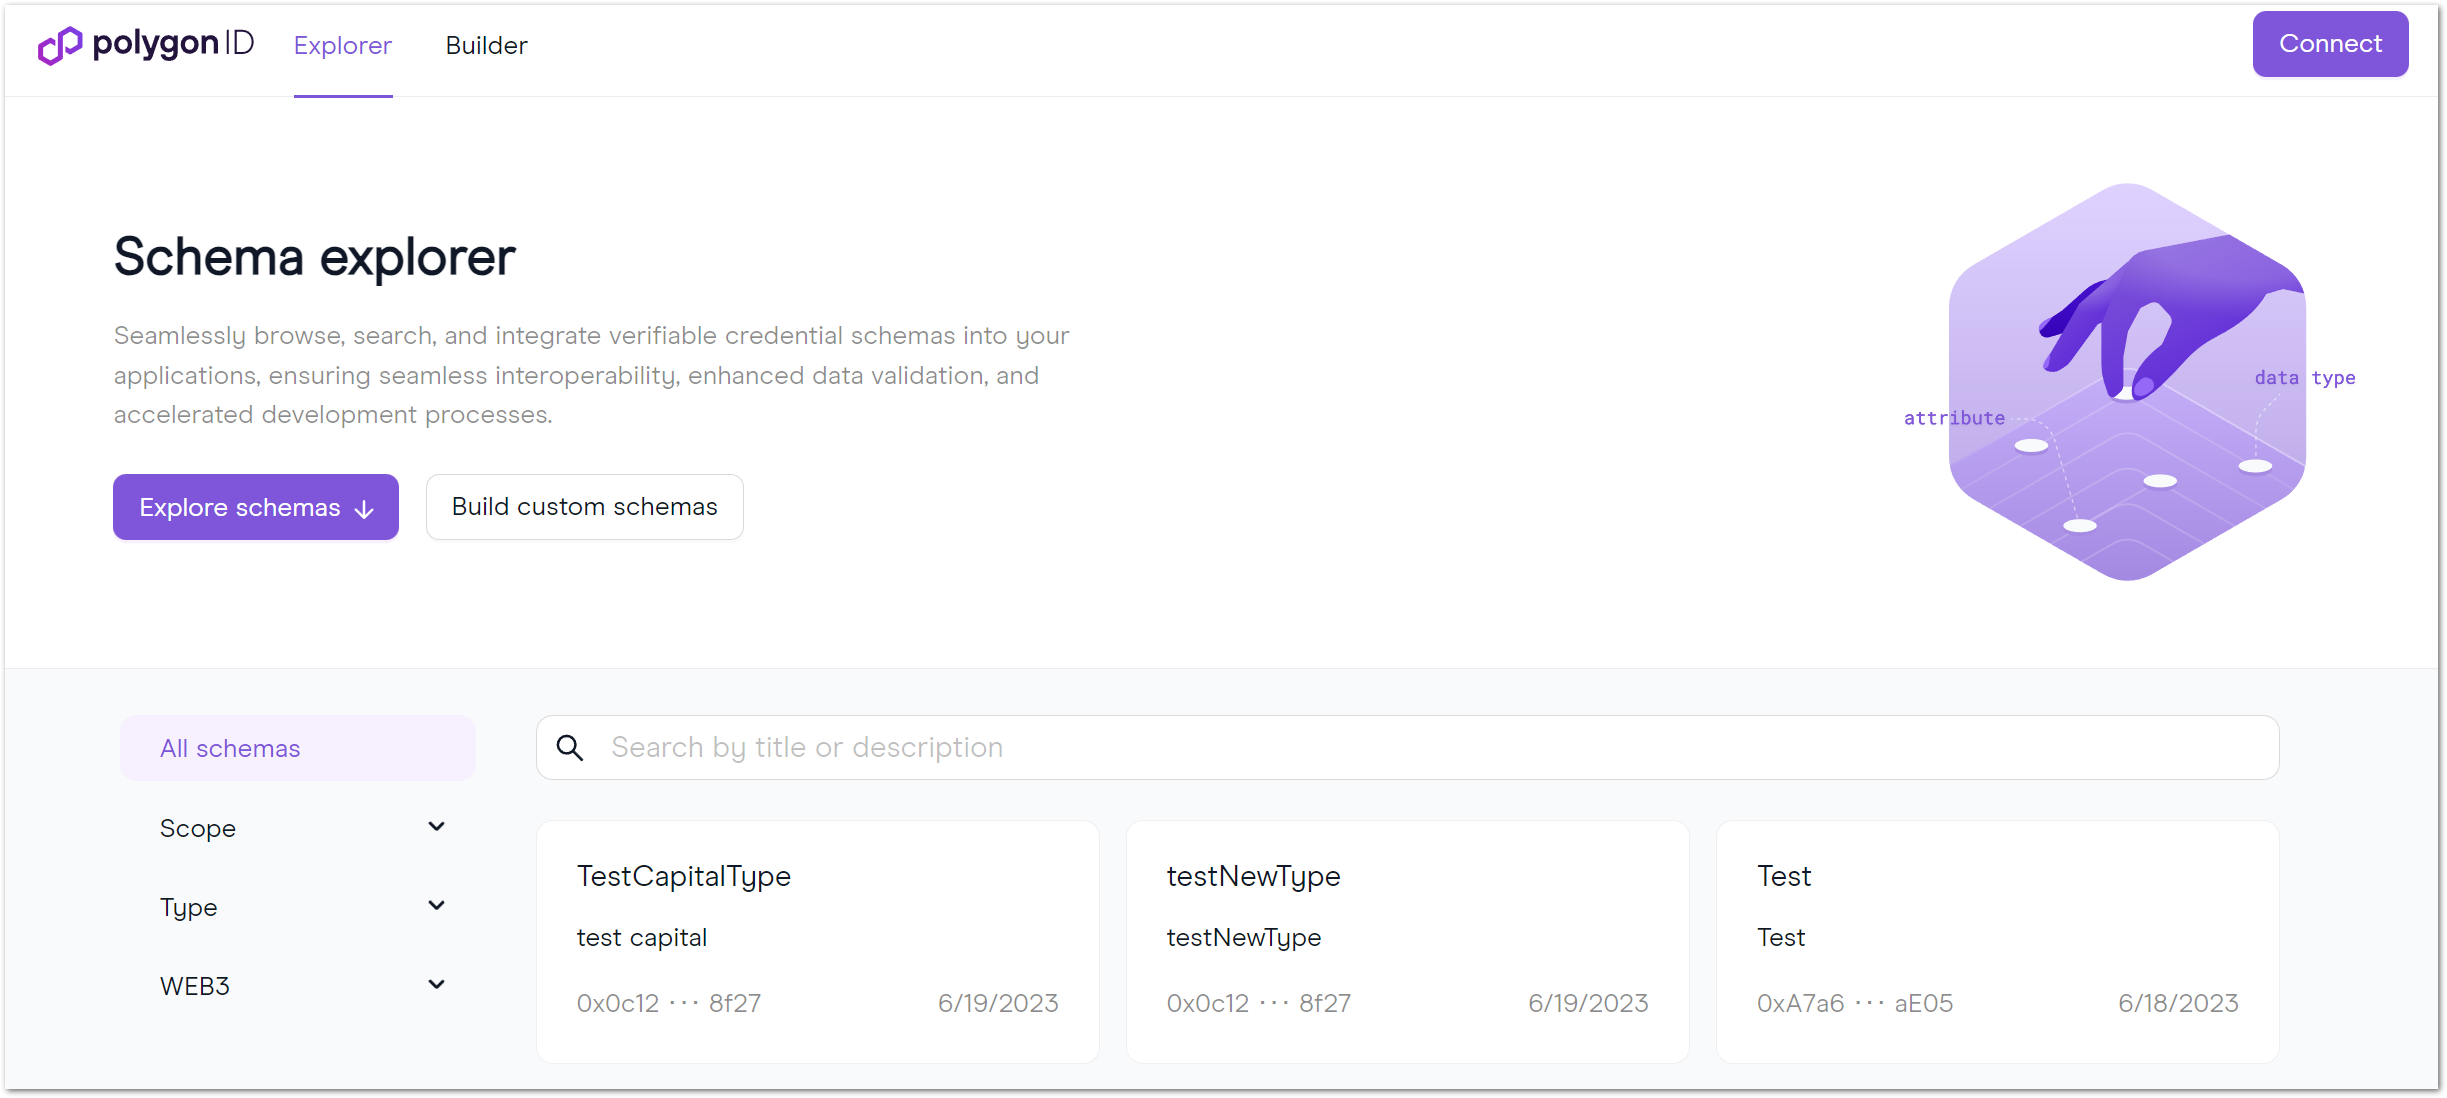 polygon ID
Explorer
Builder
Connect
Schema explorer
Seamlessly browse, search, and integrate verifiable credential schemas into your
applications, ensuring seamless interoperability, enhanced data validation, and
accelerated development processes.
Explore schemas
Build custom schemas
data type
attribute
All schemas
Search by title or description
Scope
Type
WEB3
TestCapitalType
test capital
0x0c12 ··· 8f27
6/19/2023
testNewType
testNewType
0x0c12 ··· 8f27
6/19/2023
Test
Test
0xA7a6 ··· aE05
6/18/2023